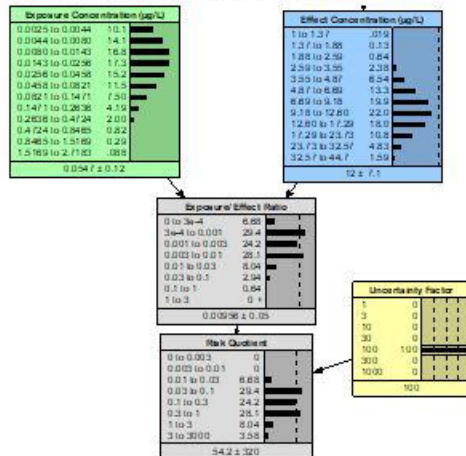 Exposure Concentration (µg/L)
0.0025 to 0.0044 10.1
0.0044 to 0.0080 14.1
0.0080 to 0.0143 16.8
0.0143 to 0.0256 17.3
0.0256 to 0.0458 15.2
0.0458 to 0.0821 11.5
0.0821 to 0.1471 7.50
0.1471 to 0.2636 4.19
0.2636 to 0.4724 2.00
0.4724 to 0.8465 0.82
0.8465 to 1.5169 0.29
1.5169 to 2.7183 .088
0.0547 ± 0.12
Effect Concentration (µg/L)
1 to 1.37 .019
1.37 to 1.88 0.13
1.88 to 2.59 0.64
2.59 to 3.55 2.38
3.55 to 4.87 6.54
4.87 to 6.69 13.3
6.69 to 9.18 19.9
9.18 to 12.60 22.0
12.60 to 17.29 18.0
17.29 to 23.73 10.8
23.73 to 32.57 4.83
32.57 to 44.7 1.59
12 ± 7.1
Exposure/Effect Ratio
0 to 3e-4 6.68
3e-4 to 0.001 29.4
0.001 to 0.003 24.2
0.003 to 0.01 28.1
0.01 to 0.03 8.04
0.03 to 0.1 2.94
0.1 to 1 0.64
1 to 3 0 +
0.00956 ± 0.05
Uncertainty Factor
1 0
3 0
10 0
30 0
100 100
300 0
1000 0
100
Risk Quotient
0 to 0.003 0
0.003 to 0.01 0
0.01 to 0.03 6.68
0.03 to 0.1 29.4
0.1 to 0.3 24.2
0.3 to 1 28.1
1 to 3 8.04
3 to 3000 3.58
54.2 ± 320